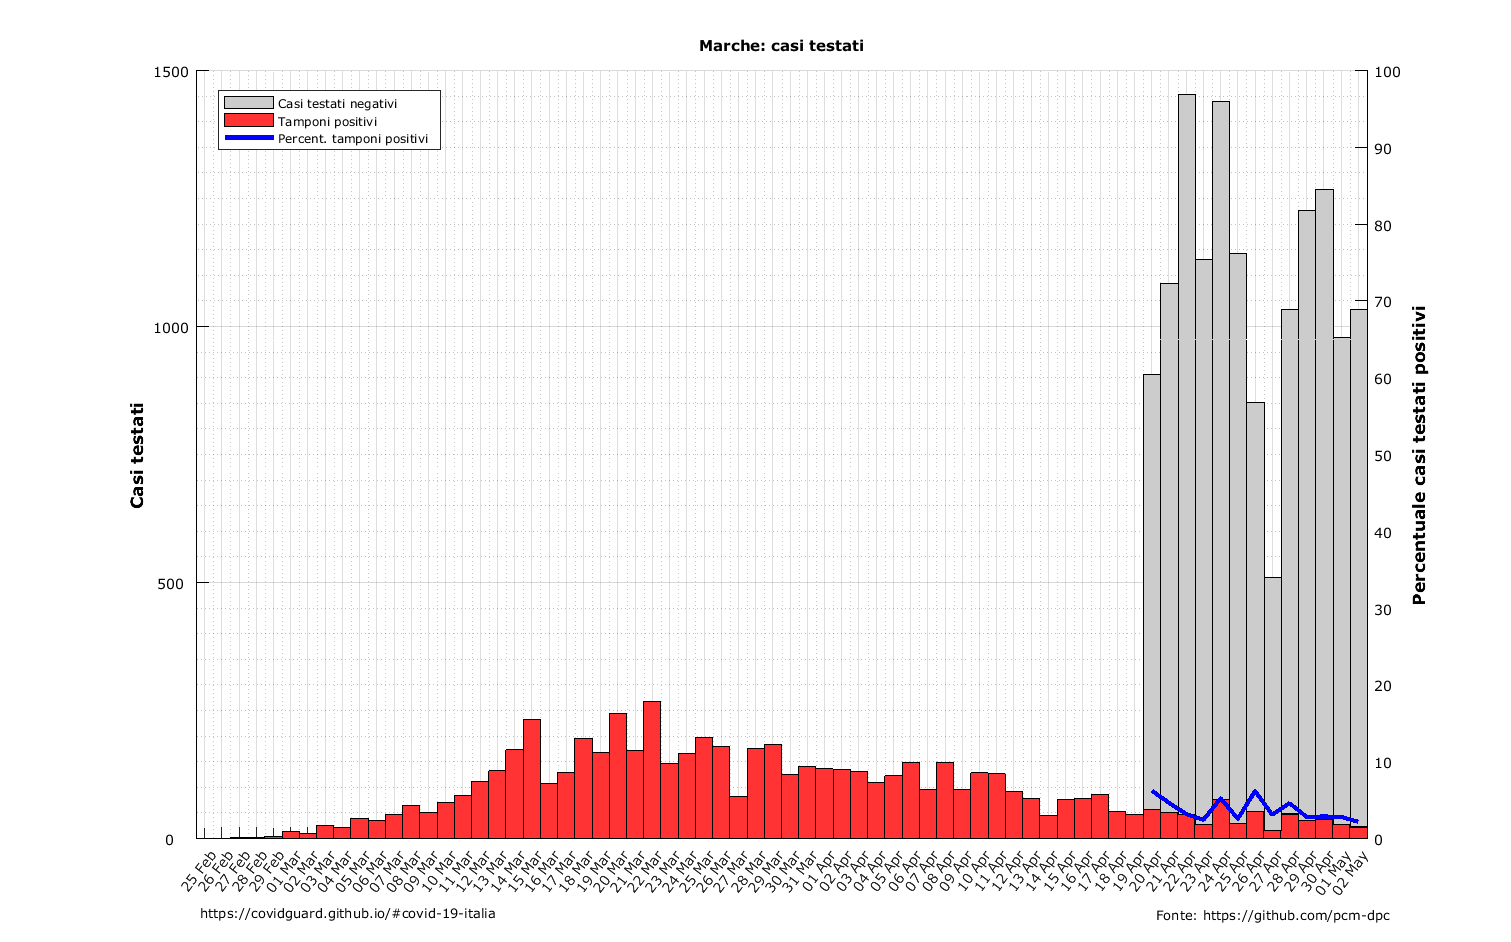 Marche: casi testati
1500
1000
500
0
Casi testati
Casi testati negativi
Tamponi positivi
Percent. tamponi positivi
100
90
80
70
60
50
40
30
20
10
0
Percentuale casi testati positivi
25 Feb
26 Feb
27 Feb
28 Feb
29 Feb
01 Mar
02 Mar
03 Mar
04 Mar
05 Mar
06 Mar
07 Mar
08 Mar
09 Mar
10 Mar
11 Mar
12 Mar
13 Mar
14 Mar
15 Mar
16 Mar
17 Mar
18 Mar
19 Mar
20 Mar
21 Mar
22 Mar
23 Mar
24 Mar
25 Mar
26 Mar
27 Mar
28 Mar
29 Mar
30 Mar
31 Mar
01 Apr
02 Apr
03 Apr
04 Apr
05 Apr
06 Apr
07 Apr
08 Apr
09 Apr
10 Apr
11 Apr
12 Apr
13 Apr
14 Apr
15 Apr
16 Apr
17 Apr
18 Apr
19 Apr
20 Apr
21 Apr
22 Apr
23 Apr
24 Apr
25 Apr
26 Apr
27 Apr
28 Apr
29 Apr
30 Apr
01 May
02 May
https://covidguard.github.io/#covid-19-italia
Fonte: https://github.com/pcm-dpc